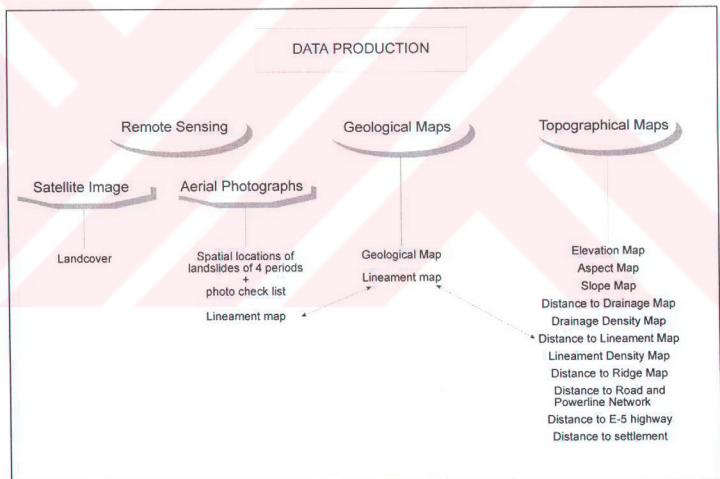 DATA PRODUCTION
Remote Sensing
Geological Maps
Topographical Maps
Satellite Image
Aerial Photographs
Landcover
Spatial locations of
landslides of 4 periods
+
photo check list
Lineament map
Geological Map
Lineament map
Elevation Map
Aspect Map
Slope Map
Distance to Drainage Map
Drainage Density Map
Distance to Lineament Map
Lineament Density Map
Distance to Ridge Map
Distance to Road and
Powerline Network
Distance to E-5 highway
Distance to settlement